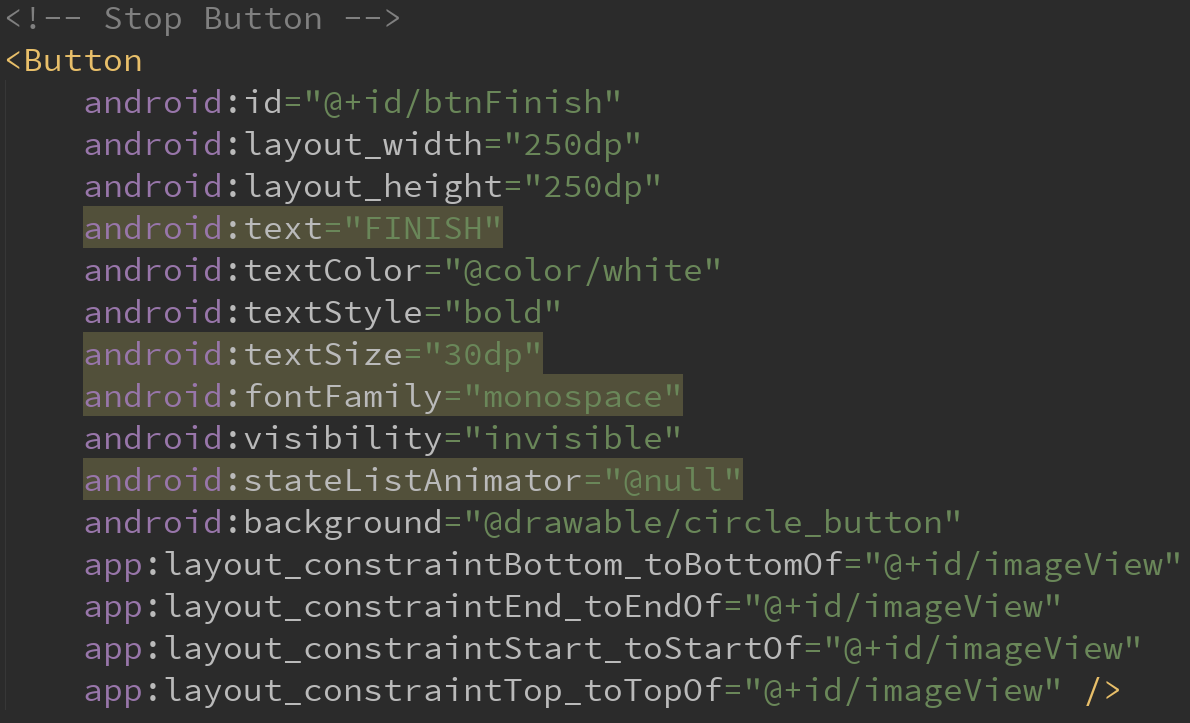 <!-- Stop Button -->
<Button
android:id="@+id/btnFinish"
android:layout_width="250dp"
android:layout_height="250dp"
android:text="FINISH"
android:textColor="@color/white"
android:textStyle="bold"
android:textSize="30dp"
android:fontFamily="monospace"
android:visibility="invisible"
android:stateListAnimator="@null"
android:background="@drawable/circle_button"
app:layout_constraintBottom_toBottomOf="@+id/imageView"
app:layout_constraintEnd_toEndOf="@+id/imageView"
app:layout_constraintStart_toStartOf="@+id/imageView"
app:layout_constraintTop_toTopOf="@+id/imageView" />